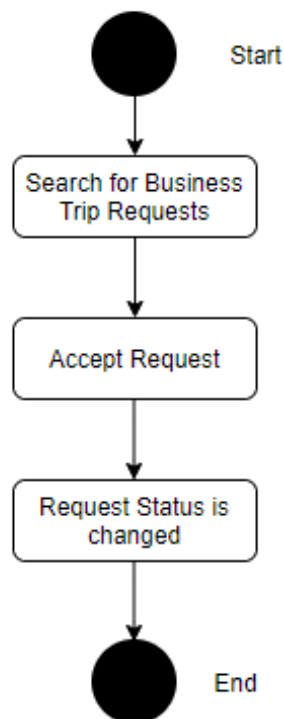 Start
Search for Business
Trip Requests
Accept Request
Request Status is
changed
End